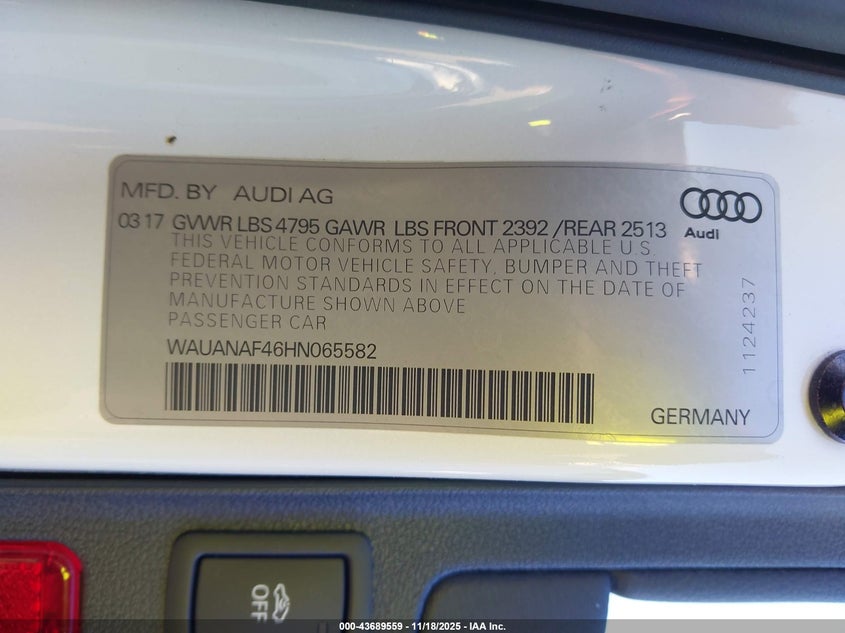 MFD. BY AUDI AG
Audi
03 17 GVWR LBS 4795 GAWR LBS FRONT 2392 /REAR 2513
THIS VEHICLE CONFORMS TO ALL APPLICABLE U.S.
FEDERAL MOTOR VEHICLE SAFETY, BUMPER AND THEFT
PREVENTION STANDARDS IN EFFECT ON THE DATE OF
MANUFACTURE SHOWN ABOVE
PASSENGER CAR
WAUANAF46HN065582
1124237
GERMANY
OFF
000-43689559 - 11/18/2025 - IAA Inc.